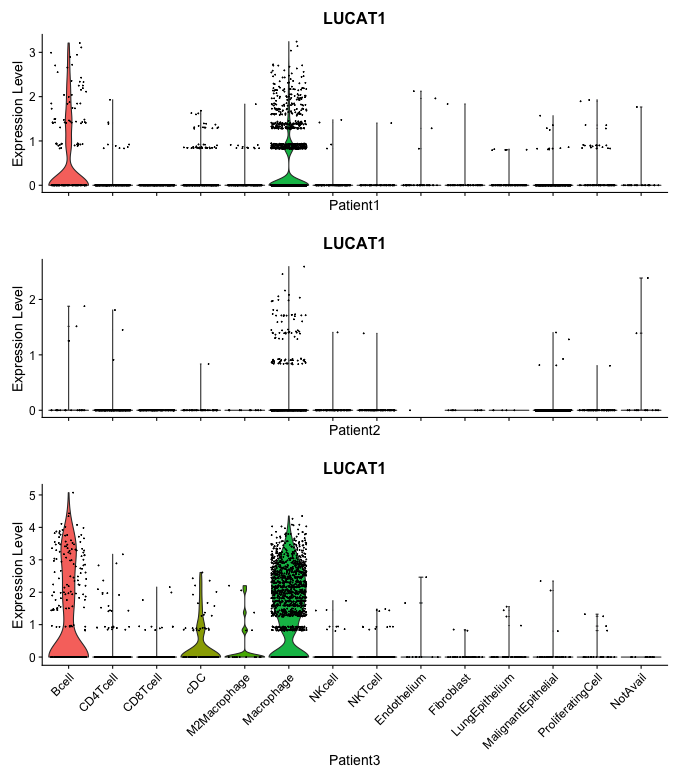 LUCAT1
Expression Level
3
2
1
0
Patient1
LUCAT1
Expression Level
2
1
0
Patient2
LUCAT1
Expression Level
5
4
3
2
1
0
Bcell
CD4Tcell
CD8Tcell
cDC
M2Macrophage
Macrophage
NKcell
NKTcell
Endothelium
Fibroblast
LungEpithelium
MalignantEpithelial
ProliferatingCell
NotAvail
Patient3